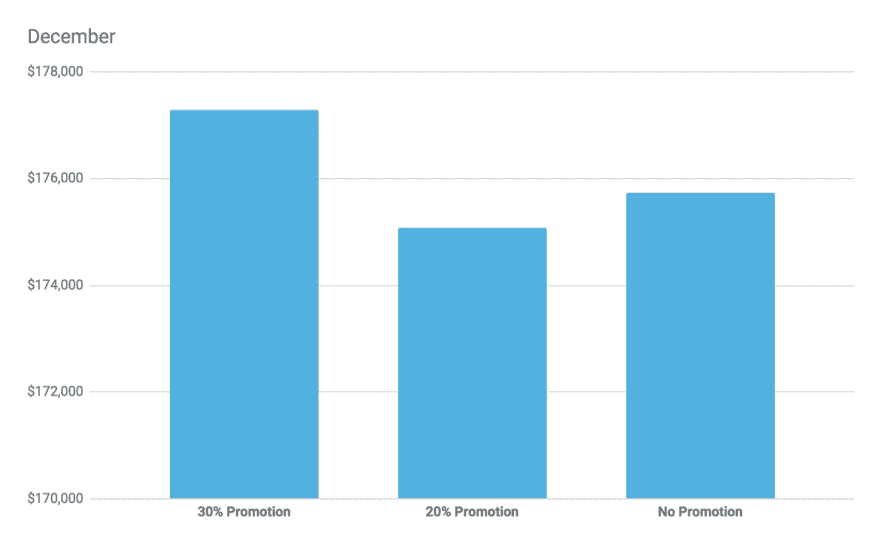 December
$178,000
$176,000
$174,000
$172,000
$170,000
30% Promotion
20% Promotion
No Promotion